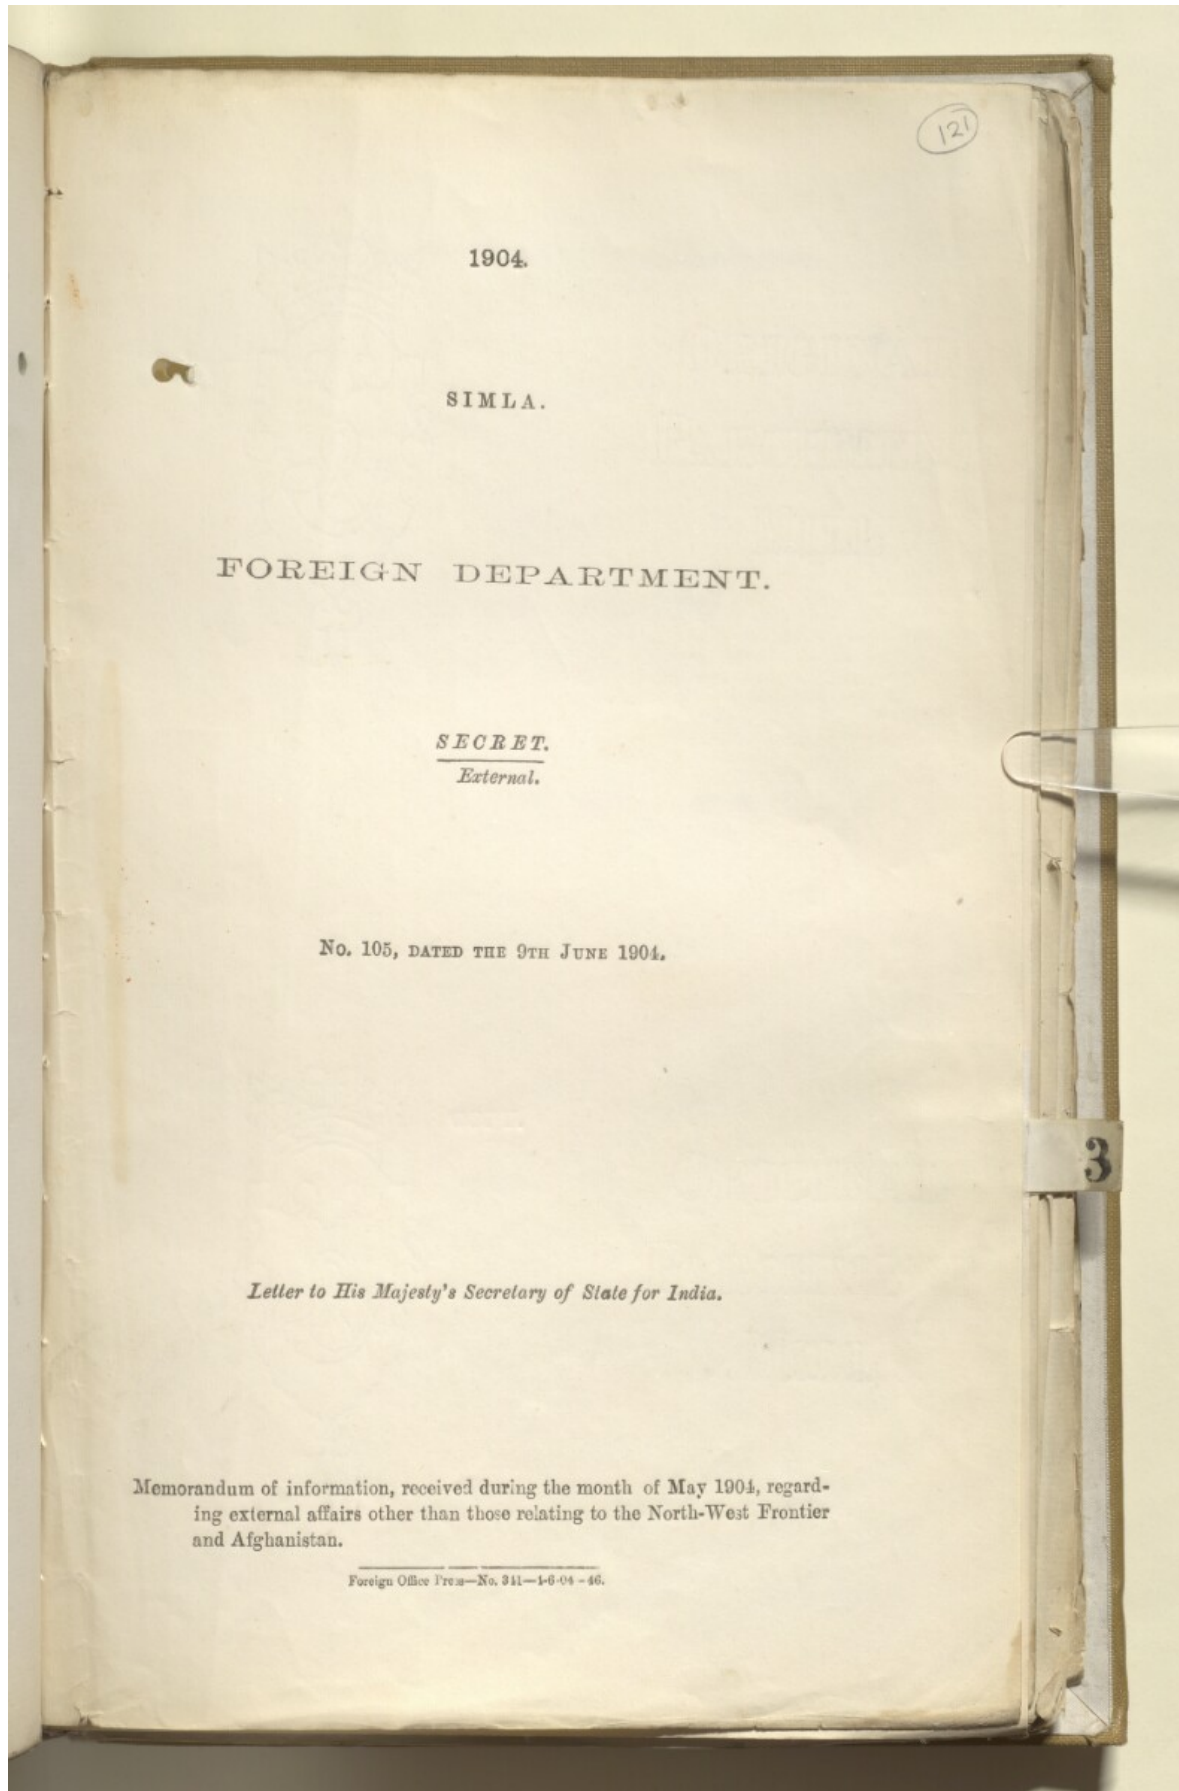 121
1904.
SIMLA.
FOREIGN DEPARTMENT.
SECRET.
External.
No. 105, DATED THE 9TH JUNE 1904.
3
Letter to His Majesty's Secretary of State for India.
Memorandum of information, received during the month of May 1904, regard-
ing external affairs other than those relating to the North-West Frontier
and Afghanistan.
Foreign Office Press—No. 341—4-6-04-46.